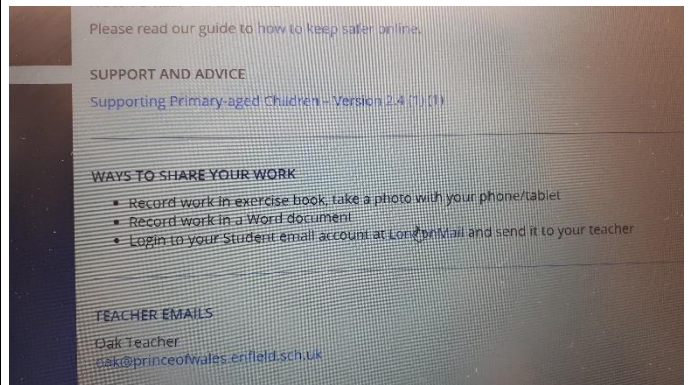 Please read our guide to how to keep safer online.
SUPPORT AND ADVICE
Supporting Primary-aged Children – Version 2.4 (1) (1)
WAYS TO SHARE YOUR WORK
• Record work in exercise book, take a photo with your phone/tablet
• Record work in a Word document
• Login to your Student email account at LondonMail and send it to your teacher
TEACHER EMAILS
Oak Teacher
oak@princeofwales.enfield.sch.uk